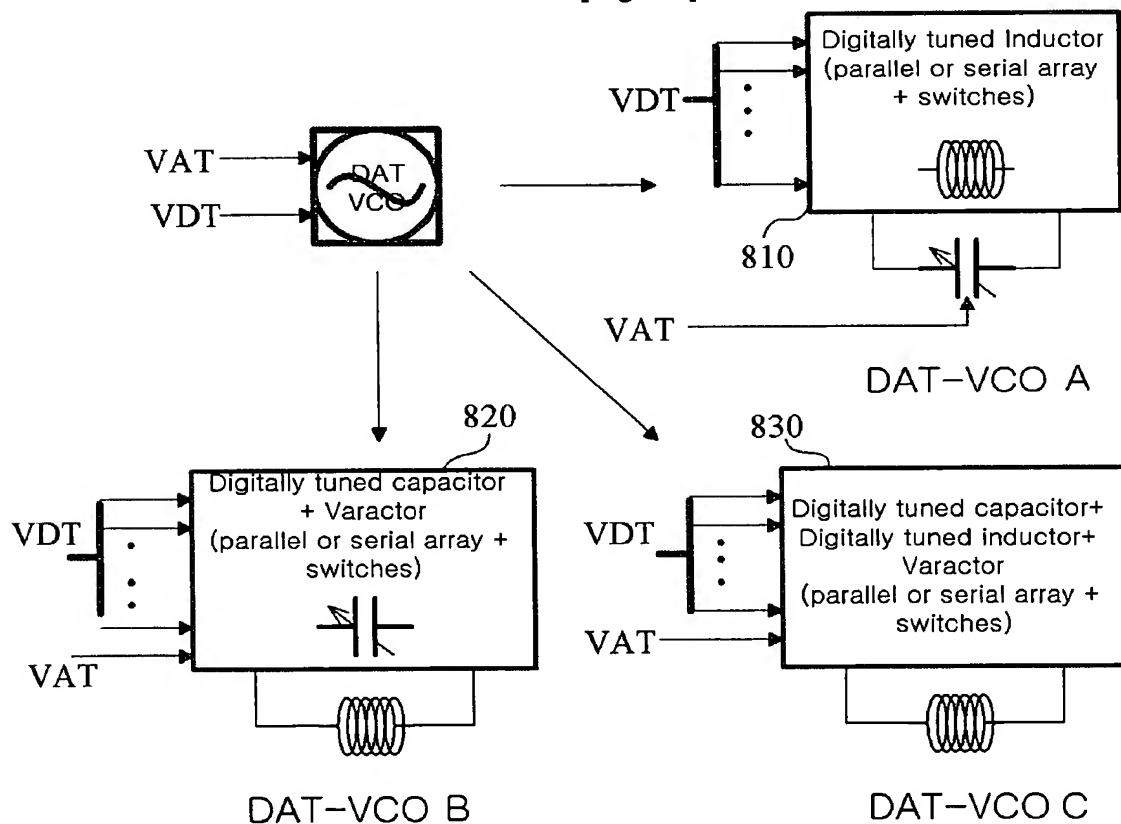 VAT
VDT
DAT
VCO
VDT
Digitally tuned Inductor
(parallel or serial array
+ switches)
810
VAT
DAT-VCO A
820
VDT
Digitally tuned capacitor
+ Varactor
(parallel or serial array +
switches)
VAT
DAT-VCO B
830
VDT
Digitally tuned capacitor+
Digitally tuned inductor+
Varactor
(parallel or serial array +
switches)
VAT
DAT-VCO C